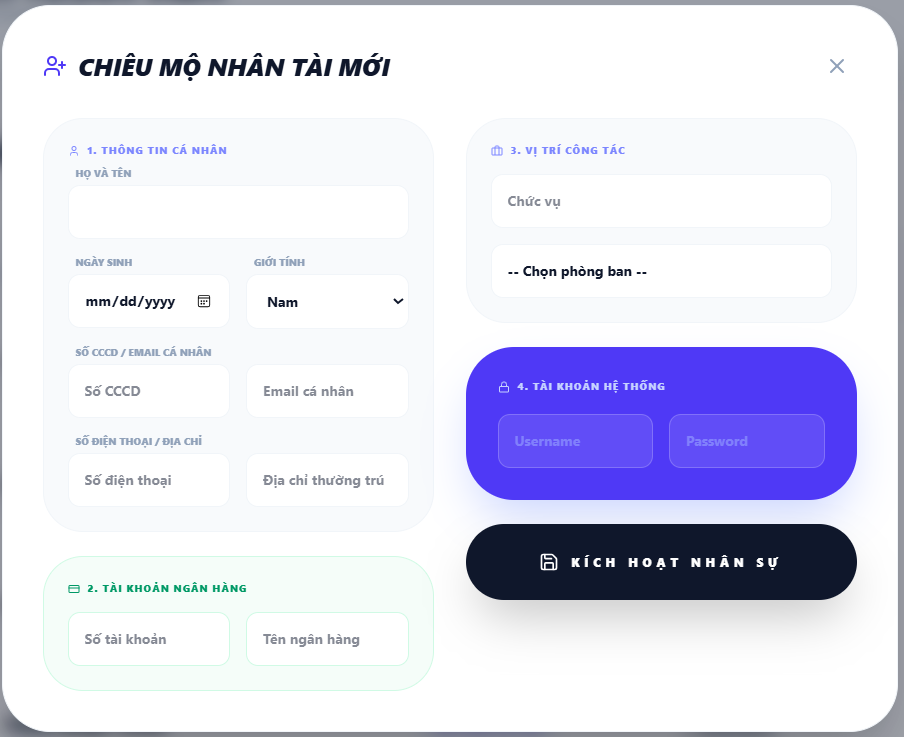 CHIÊU MỘ NHÂN TÀI MỚI
1. THÔNG TIN CÁ NHÂN
HỌ VÀ TÊN
NGÀY SINH
GIỚI TÍNH
mm/dd/yyyy
Nam
SỐ CCCD / EMAIL CÁ NHÂN
Số CCCD
Email cá nhân
SỐ ĐIỆN THOẠI / ĐỊA CHỈ
Số điện thoại
Địa chỉ thường trú
2. TÀI KHOẢN NGÂN HÀNG
Số tài khoản
Tên ngân hàng
3. VỊ TRÍ CÔNG TÁC
Chức vụ
-- Chọn phòng ban --
4. TÀI KHOẢN HỆ THỐNG
Username
Password
KÍCH HOẠT NHÂN SỰ